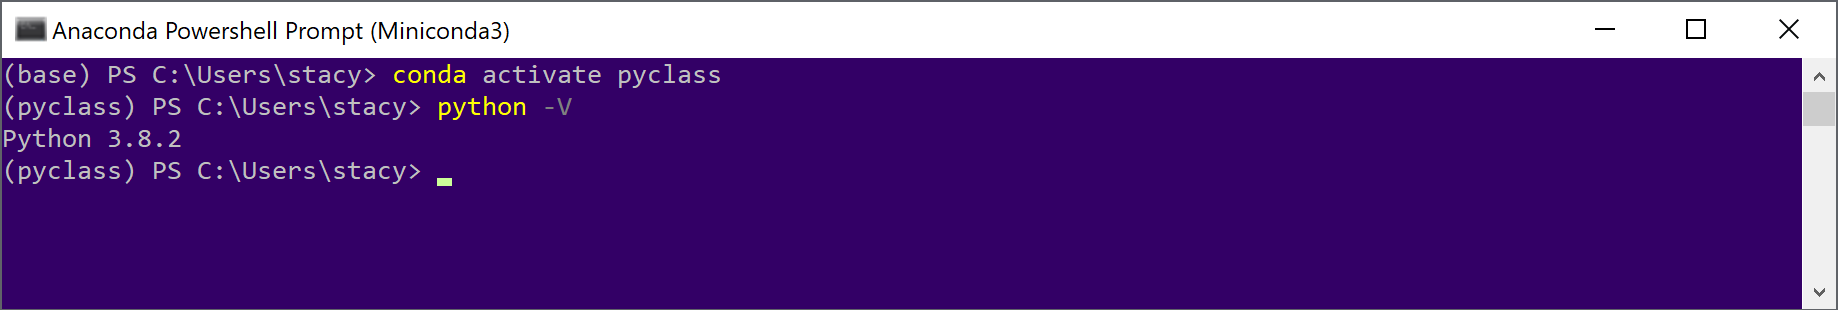 Anaconda Powershell Prompt (Miniconda3)
(base) PS C:\Users\stacy> conda activate pyclass
(pyclass) PS C:\Users\stacy> python -V
Python 3.8.2
(pyclass) PS C:\Users\stacy>